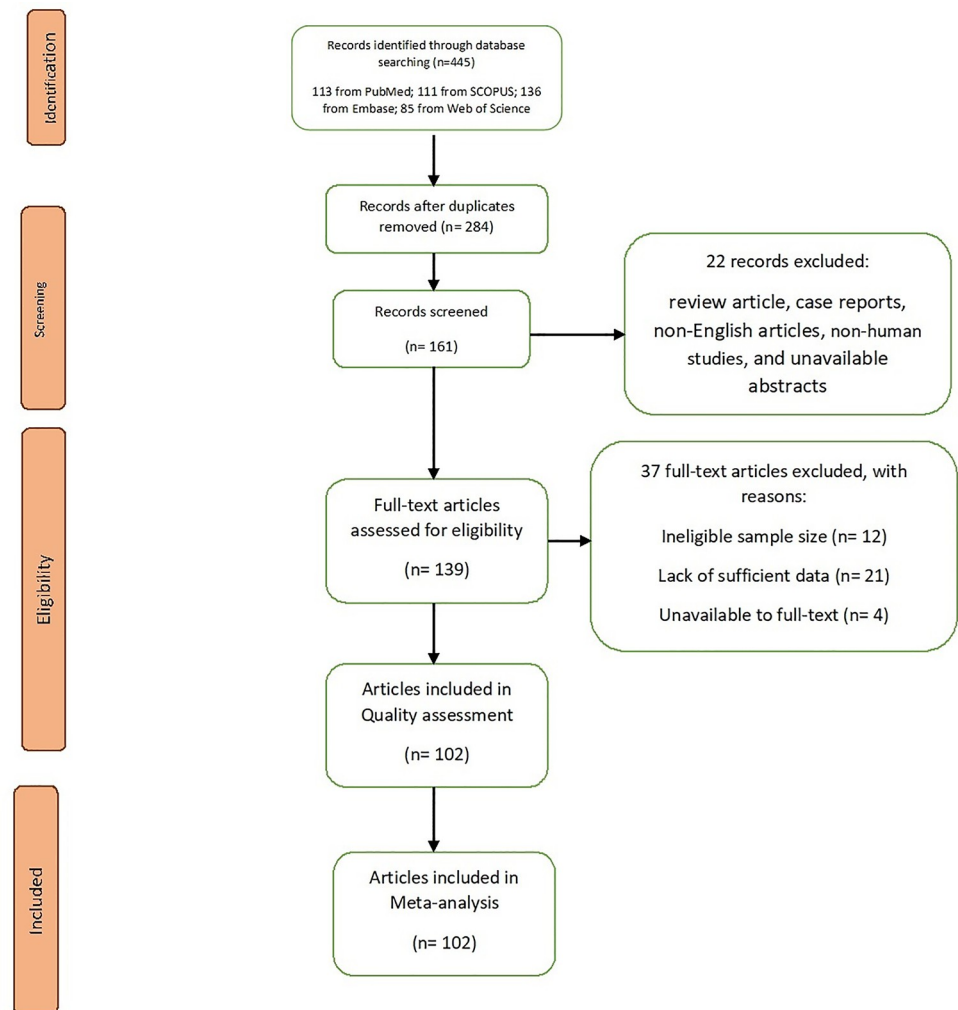 Identification
Records identified through database
searching (n=445)
113 from PubMed; 111 from SCOPUS; 136
from Embase; 85 from Web of Science
Records after duplicates
removed (n= 284)
Screening
Records screened
(n= 161)
22 records excluded:
review article, case reports,
non-English articles, non-human
studies, and unavailable
abstracts
Eligibility
Full-text articles
assessed for eligibility
(n= 139)
37 full-text articles excluded, with
reasons:
Ineligible sample size (n= 12)
Lack of sufficient data (n= 21)
Unavailable to full-text (n= 4)
Articles included in
Quality assessment
(n= 102)
Included
Articles included in
Meta-analysis
(n= 102)